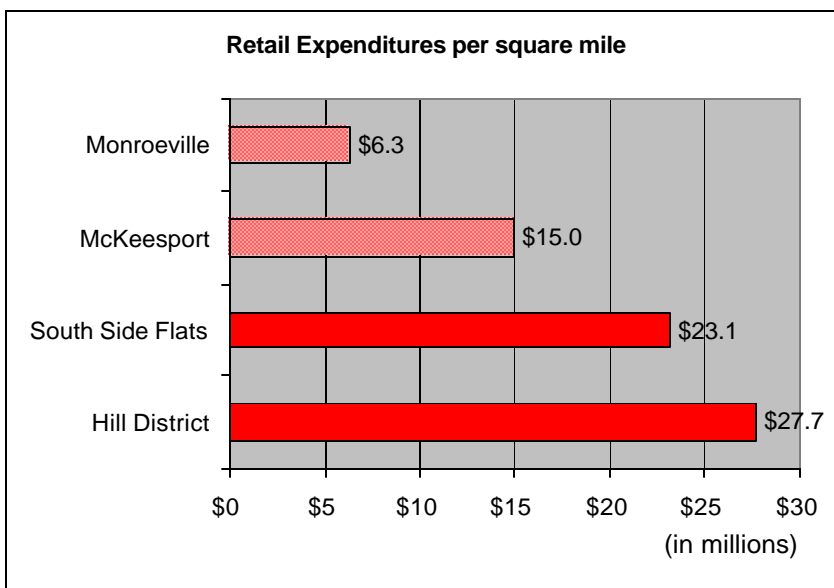 Retail Expenditures per square mile
Monroeville
$6.3
McKeesport
$15.0
South Side Flats
$23.1
Hill District
$27.7
$0 $5 $10 $15 $20 $25 $30
(in millions)